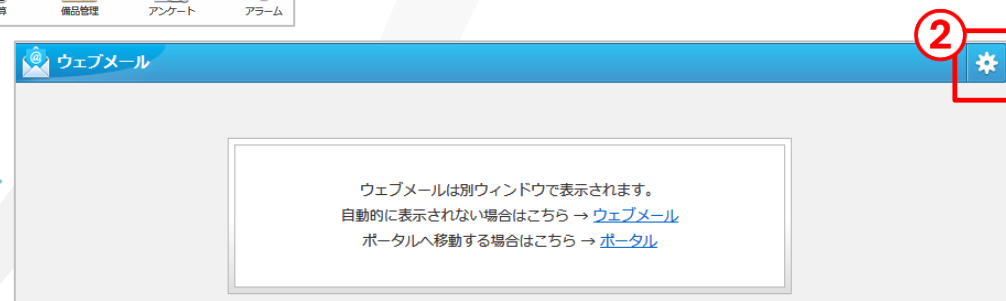 算 備品管理 アンケート アラーム
②
ウェブメール
ウェブメールは別ウィンドウで表示されます。
自動的に表示されない場合はこちら → ウェブメール
ポータルへ移動する場合はこちら → ポータル